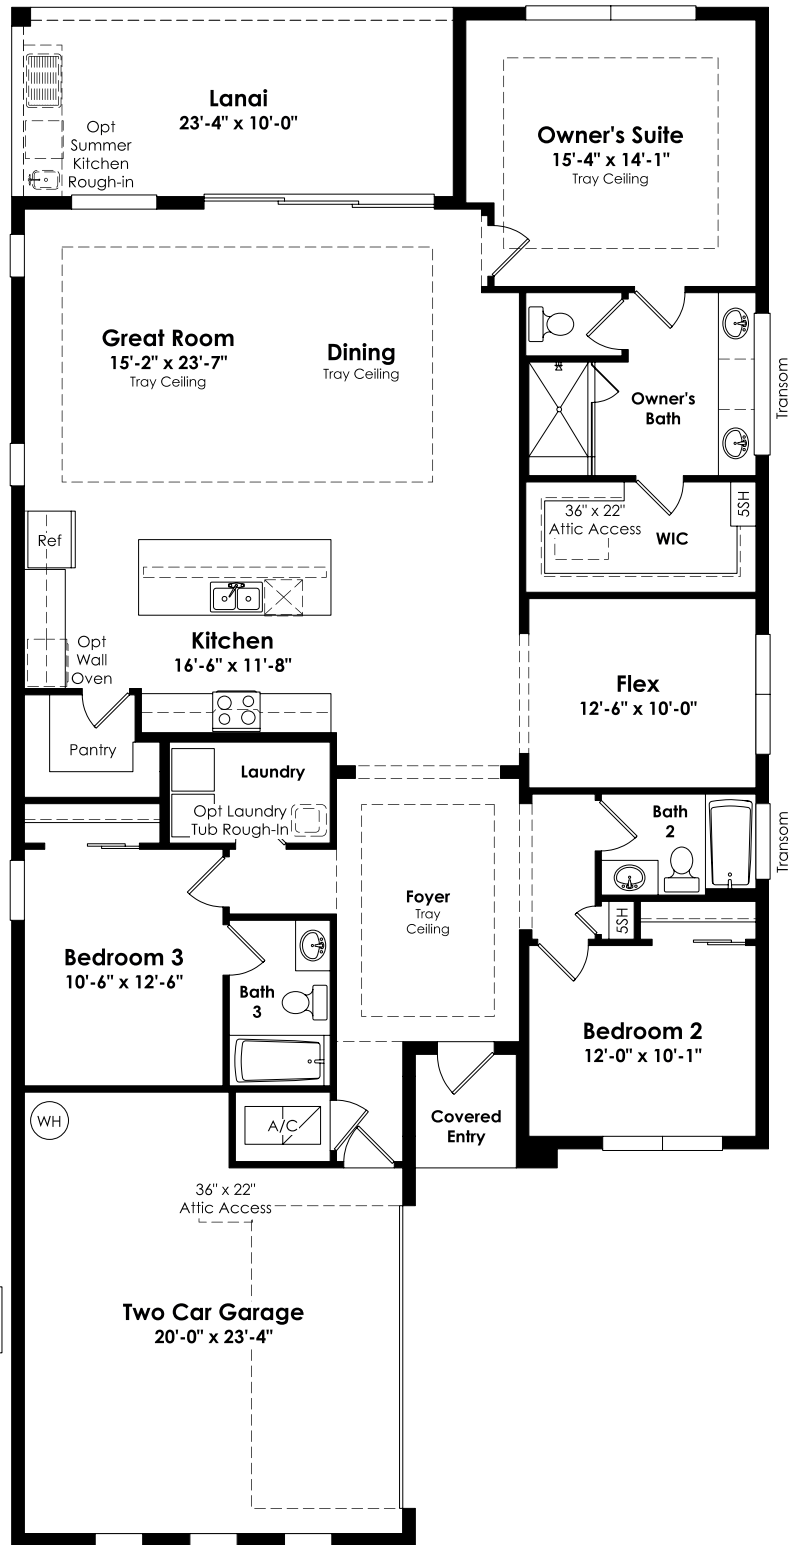 Lanai
23'-4" x 10'-0"
Opt
Summer
Kitchen
Rough-in
Owner's Suite
15'-4" x 14'-1"
Tray Ceiling
Great Room
15'-2" x 23'-7"
Tray Ceiling
Dining
Tray Ceiling
Owner's
Bath
Transom
36" x 22"
Attic Access
WIC
5SH
Ref
Kitchen
16'-6" x 11'-8"
Opt
Wall
Oven
Flex
12'-6" x 10'-0"
Pantry
Laundry
Opt Laundry
Tub Rough-In
Bath
2
Transom
Foyer
Tray
Ceiling
5SH
Bedroom 3
10'-6" x 12'-6"
Bath
3
Bedroom 2
12'-0" x 10'-1"
WH
A/C
Covered
Entry
36" x 22"
Attic Access
Two Car Garage
20'-0" x 23'-4"